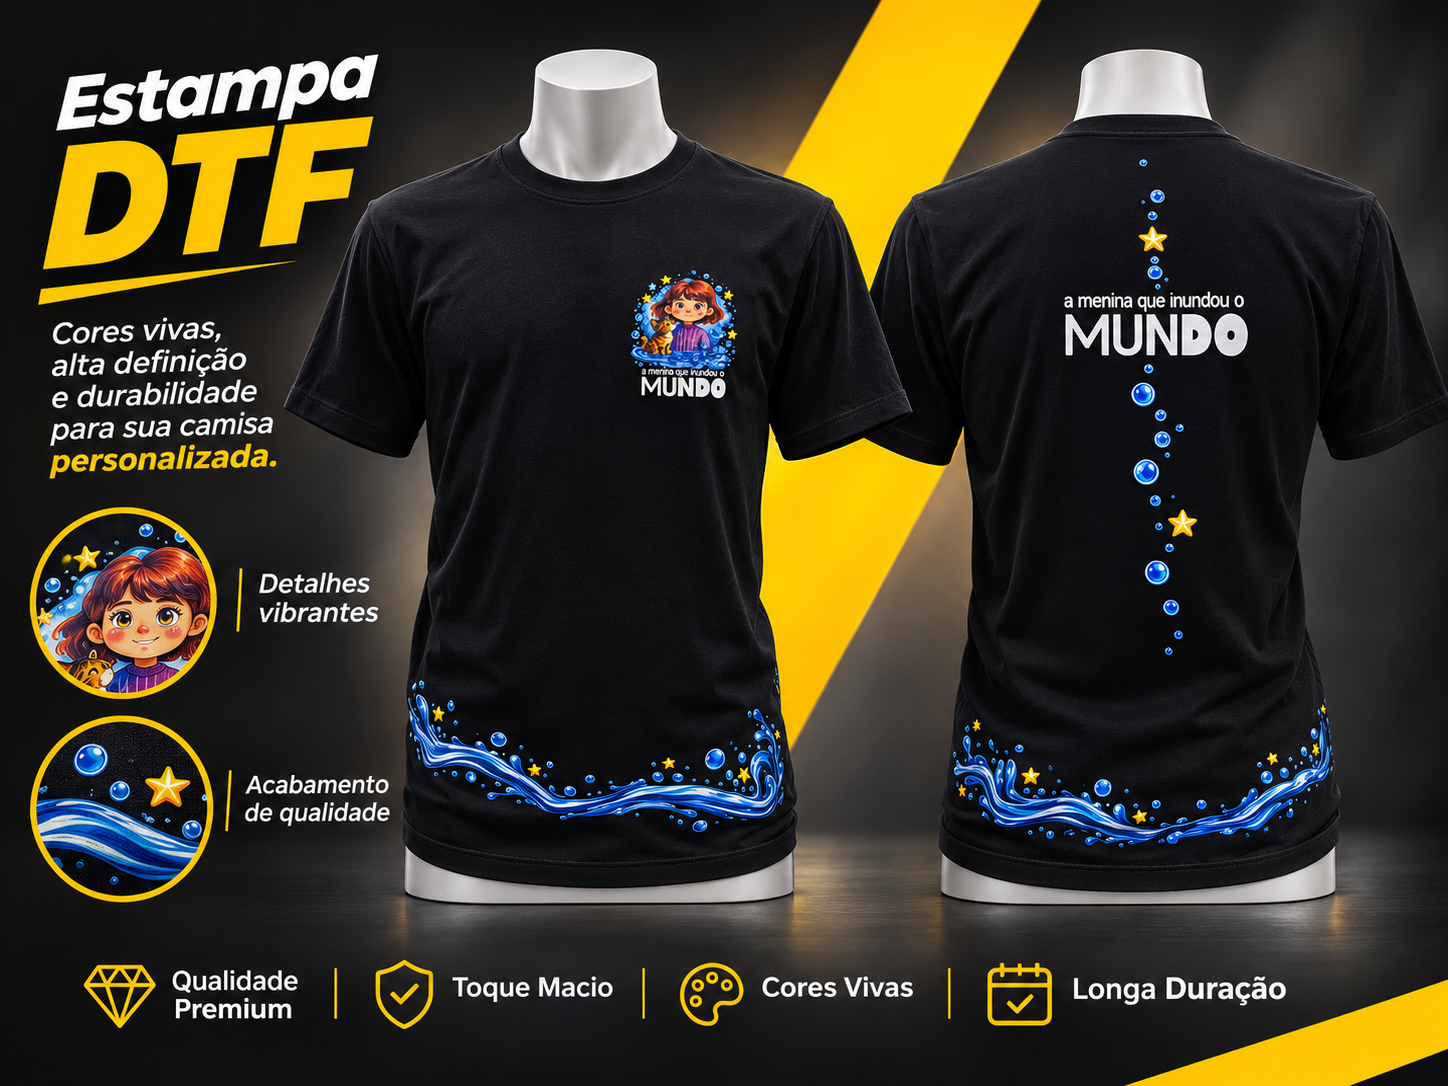 Estampa
DTF
Cores vivas,
alta definição
e durabilidade
para sua camisa
personalizada.
a menina que inundou o
MUNDO
a menina que inundou o
MUNDO
Detalhes
vibrantes
Acabamento
de qualidade
Qualidade
Premium
Toque Macio
Cores Vivas
Longa Duração